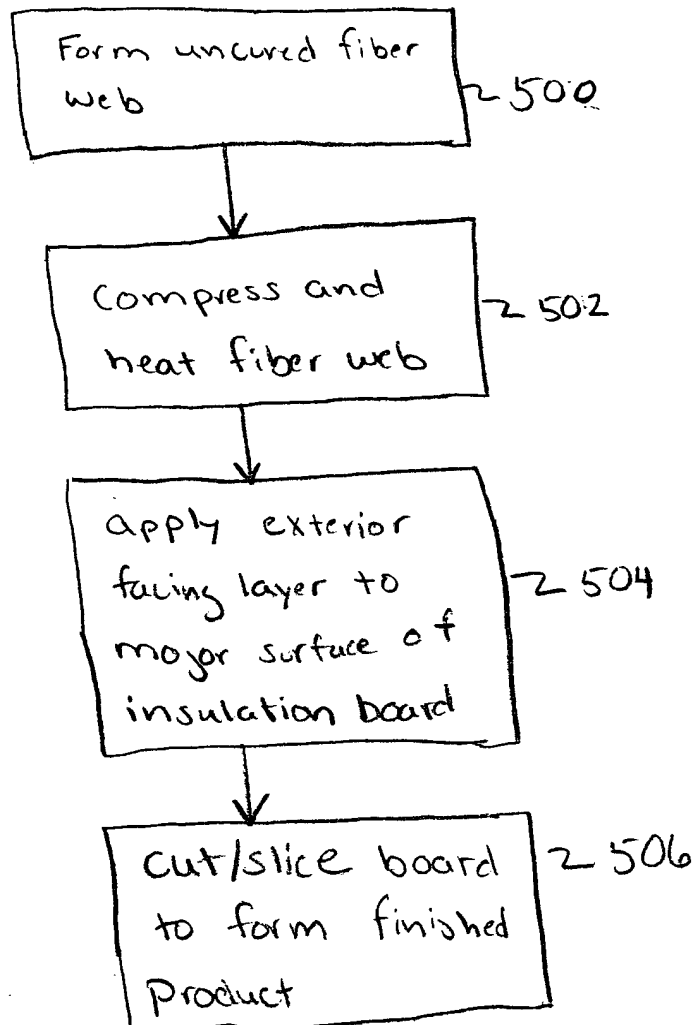 Form uncured fiber
web
500
Compress and
heat fiber web
502
apply exterior
facing layer to
major surface of
insulation board
504
cut/slice board
to form finished
Product
506